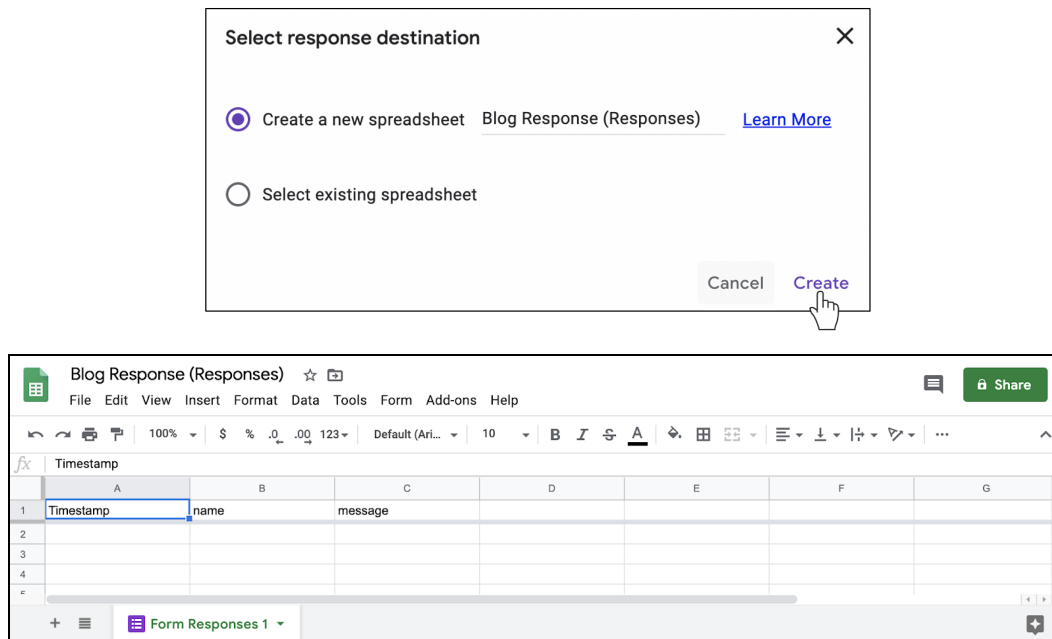 Select response destination
Create a new spreadsheet Blog Response (Responses) Learn More
Select existing spreadsheet
Cancel Create
Blog Response (Responses)
File Edit View Insert Format Data Tools Form Add-ons Help
Share
100% $ % .0 .00 123 Default (Ari... 10 B I S A ...
fx Timestamp
A B C D E F G
1 Timestamp name message
2
3
4
+ Form Responses 1